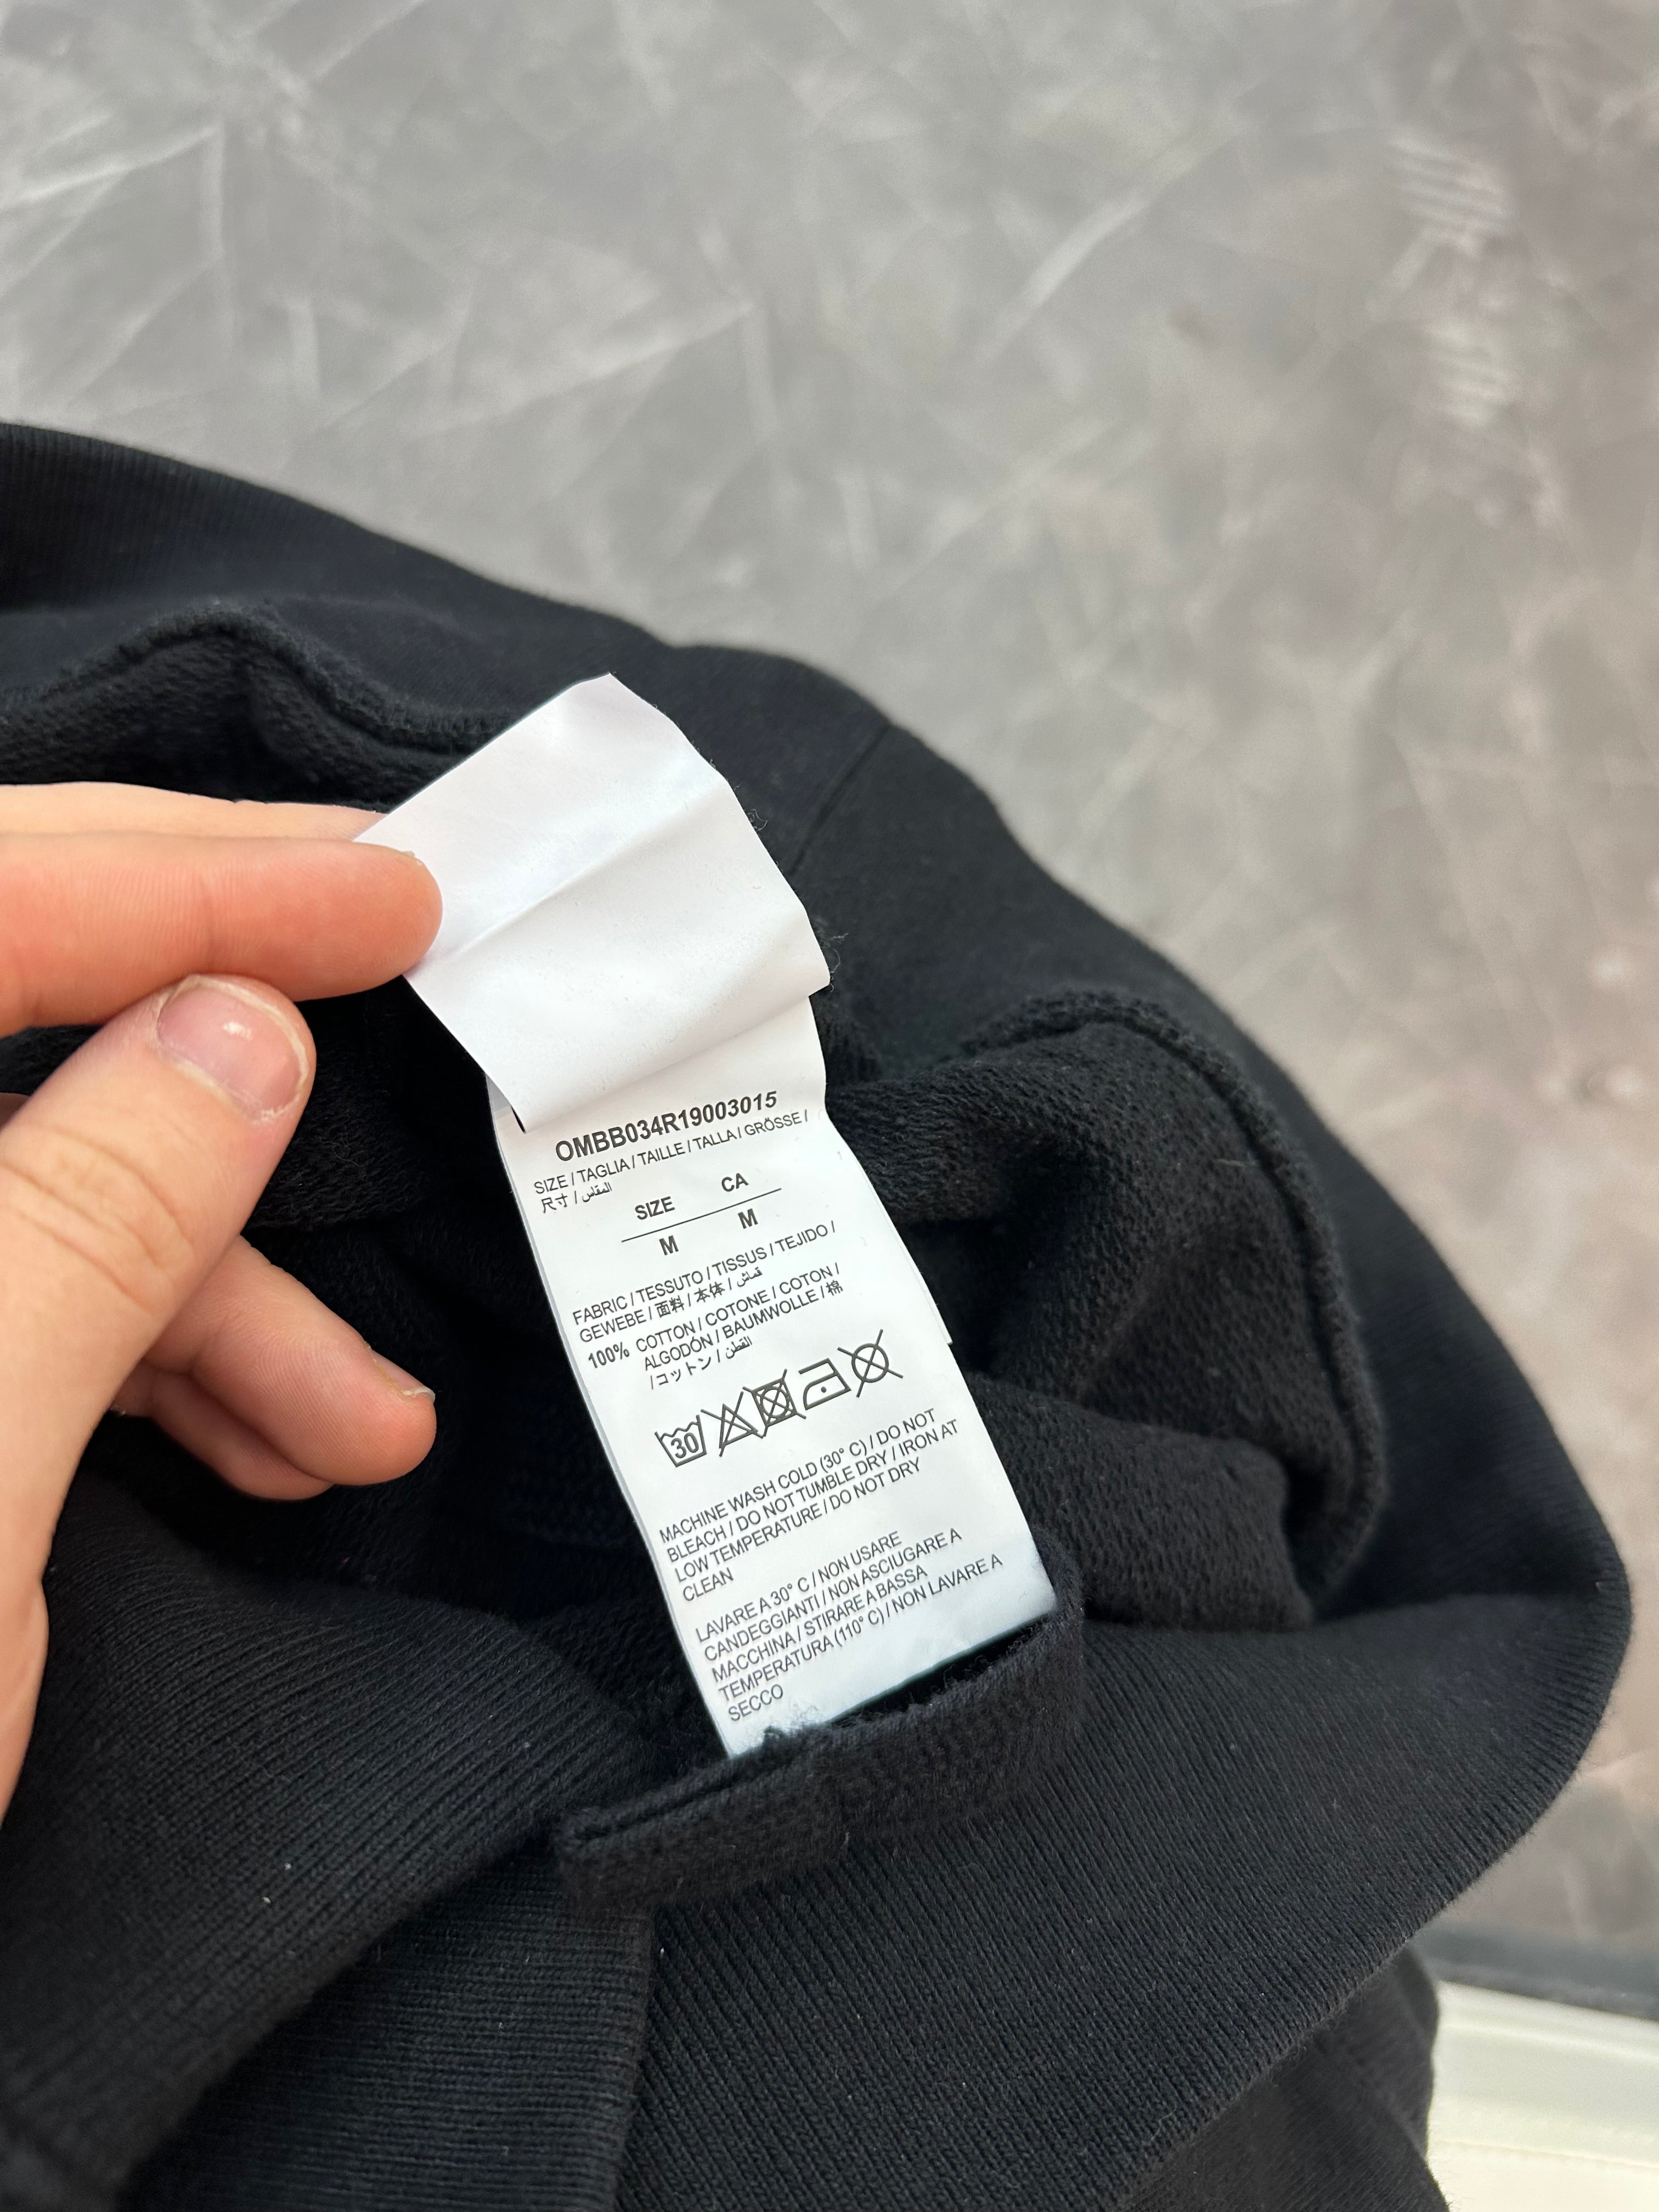 OMBB034R19003015
SIZE / TAGLIA / TAILLE / TALLA / GRÖSSE /
尺寸 / المقاس
SIZE CA
M M
FABRIC / TESSUTO / TISSUS / TEJIDO /
GEWEBE / 面料 / 本体 / قماش
100% COTTON / COTONE / COTON /
ALGODÓN / BAUMWOLLE / 棉
/ コットン / القطن
30
MACHINE WASH COLD (30° C) / DO NOT
BLEACH / DO NOT TUMBLE DRY / IRON AT
LOW TEMPERATURE / DO NOT DRY
CLEAN
LAVARE A 30° C / NON USARE
CANDEGGIANTI / NON ASCIUGARE A
MACCHINA / STIRARE A BASSA
TEMPERATURA (110° C) / NON LAVARE A
SECCO